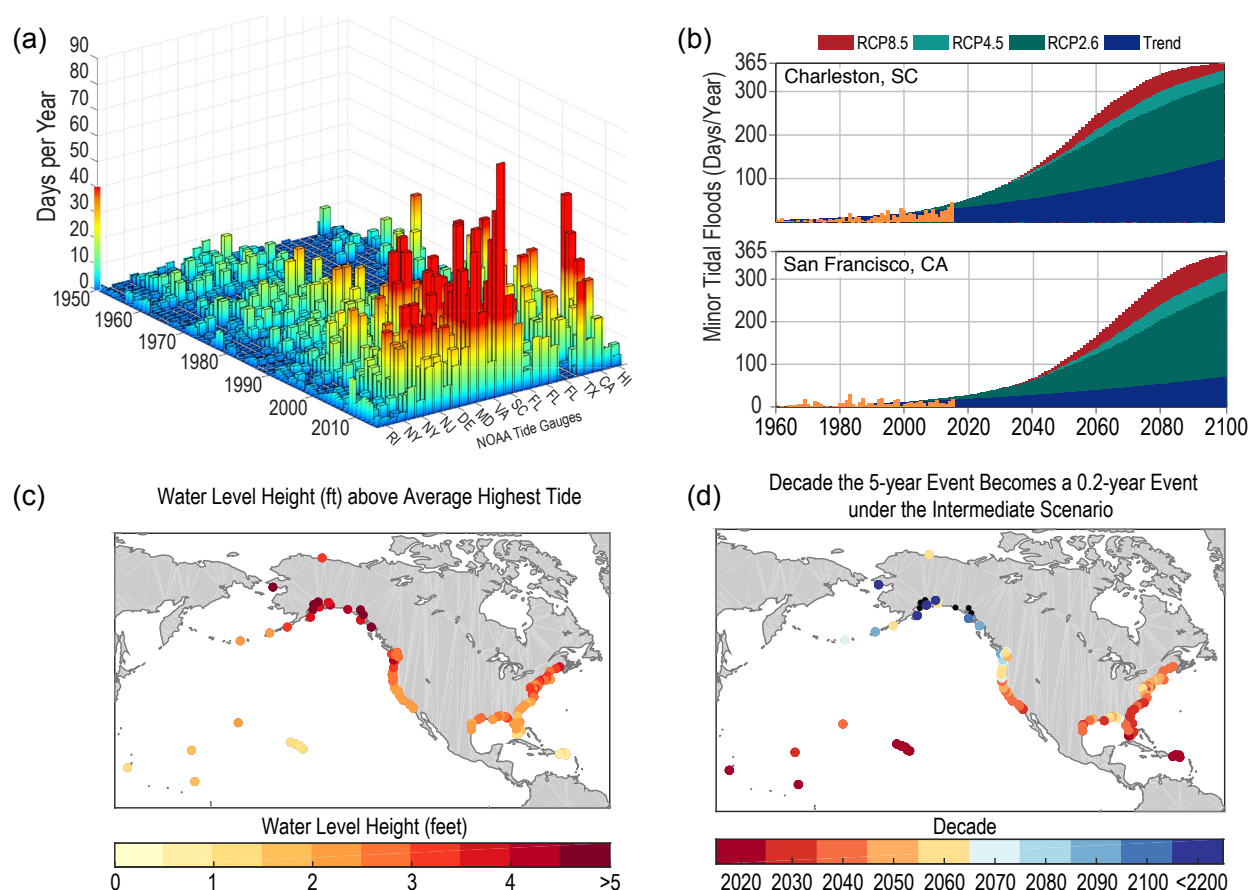 (a)
90
80
70
60
50
40
30
20
10
0
Days per Year
1950
1960
1970
1980
1990
2000
2010
RI
NY
NY
NJ
DE
MD
VA
SC
FL
FL
FL
TX
CA
HI
NOAA Tide Gauges
(b)
RCP8.5 RCP4.5 RCP2.6 Trend
Minor Tidal Floods (Days/Year)
365
300
200
100
Charleston, SC
365
300
200
100
0
San Francisco, CA
1960 1980 2000 2020 2040 2060 2080 2100
(c)
Water Level Height (ft) above Average Highest Tide
Water Level Height (feet)
0 1 2 3 4 >5
(d)
Decade the 5-year Event Becomes a 0.2-year Event
under the Intermediate Scenario
Decade
2020 2030 2040 2050 2060 2070 2080 2090 2100 <2200